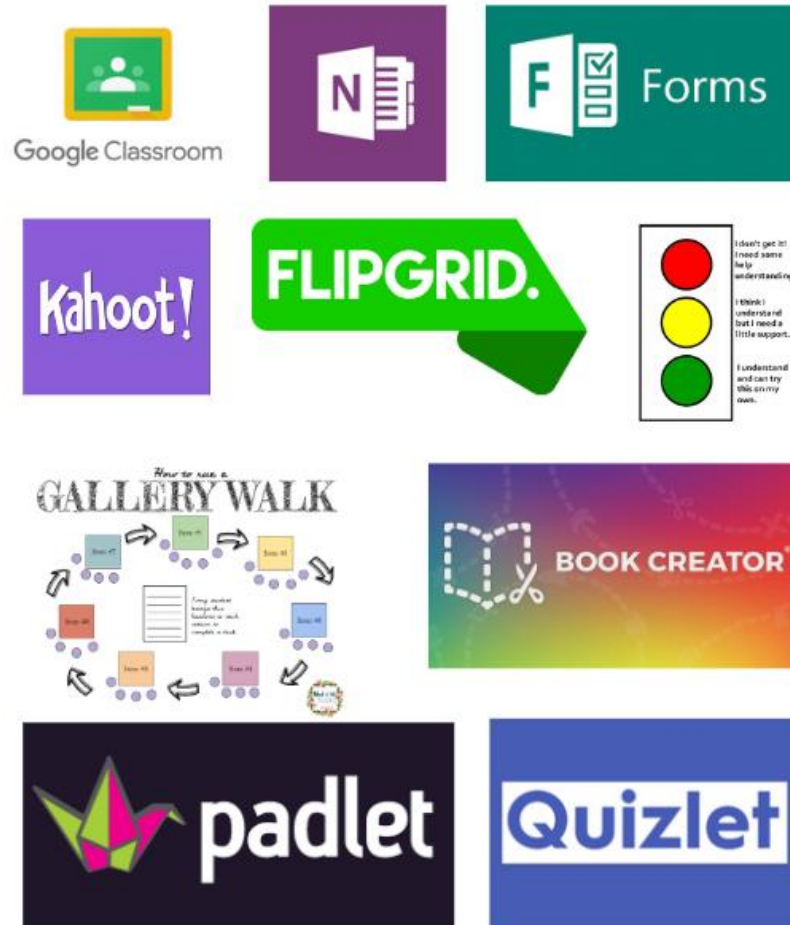 Google Classroom
N
F Forms
Kahoot!
FLIPGRID.
I don't get it!
I need some
help
understanding
I think I
understand
but I need a
little support.
I understand
and can try
this on my
own.
How to run a
GALLERY WALK
BOOK CREATOR
padlet
Quizlet